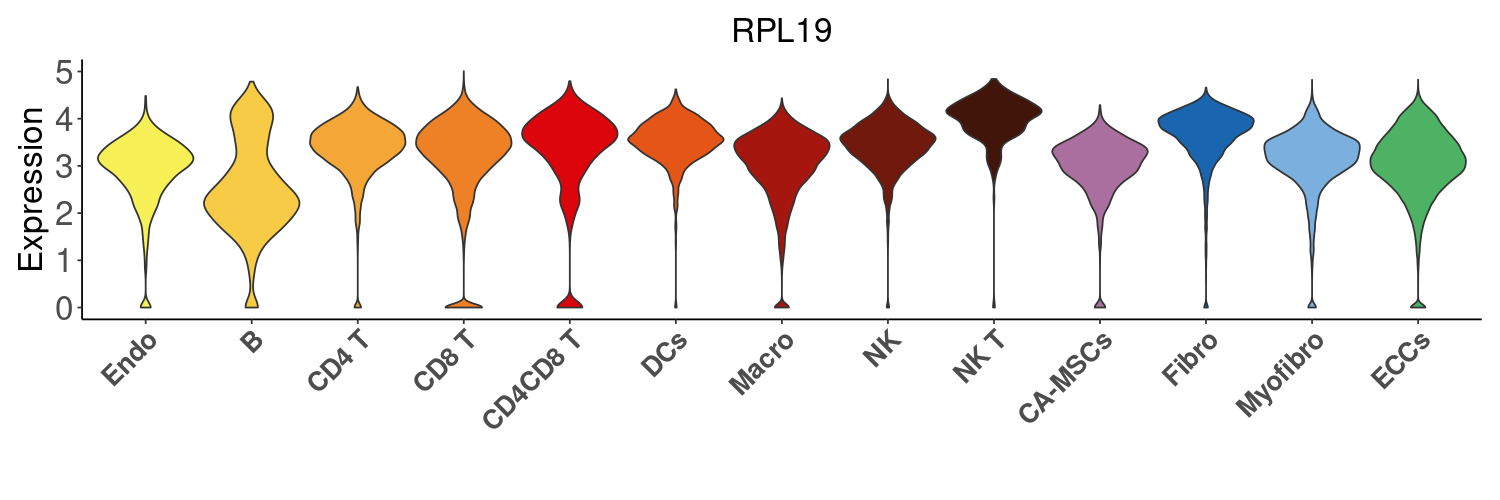 RPL19
Expression
5
4
3
2
1
0
Endo
B
CD4 T
CD8 T
CD4CD8 T
DCs
Macro
NK
NK T
CA-MSCs
Fibro
Myofibro
ECCs